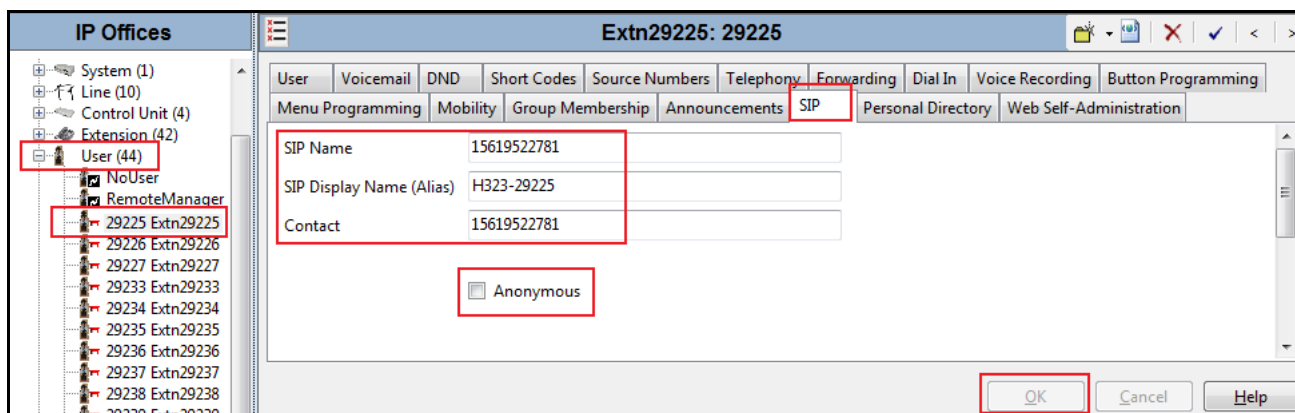 IP Offices
System (1)
Line (10)
Control Unit (4)
Extension (42)
User (44)
NoUser
RemoteManager
29225 Extn29225
29226 Extn29226
29227 Extn29227
29233 Extn29233
29234 Extn29234
29235 Extn29235
29236 Extn29236
29237 Extn29237
29238 Extn29238
Extn29225: 29225
User Voicemail DND Short Codes Source Numbers Telephony Forwarding Dial In Voice Recording Button Programming
Menu Programming Mobility Group Membership Announcements SIP Personal Directory Web Self-Administration
SIP Name 15619522781
SIP Display Name (Alias) H323-29225
Contact 15619522781
Anonymous
OK Cancel Help